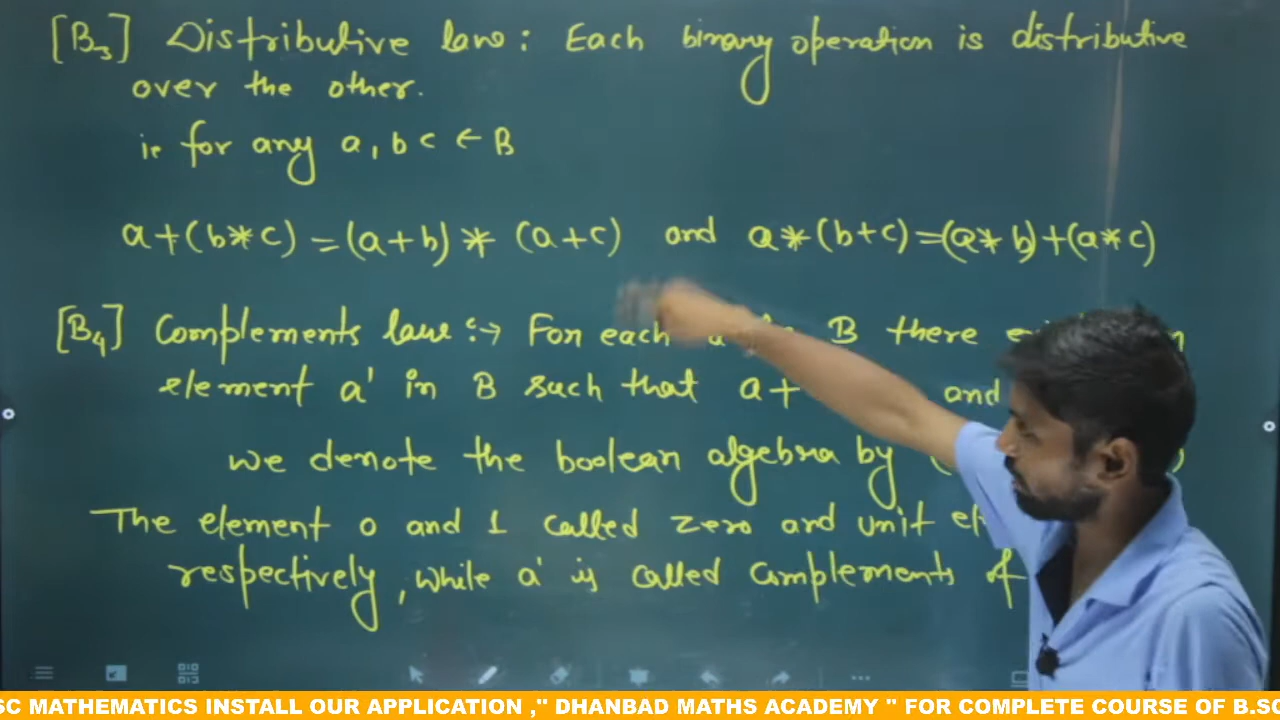 [B₃] Distributive law : Each binary operation is distributive
over the other.
ie for any a, b c ∈ B
a+(b*c) = (a+b) * (a+c) and a*(b+c)=(a*b)+(a*c)
[B₄] Complements law :→ For each B there
element a' in B such that a+ and
we denote the boolean algebra by (
The element 0 and 1 called zero and unit
respectively, while a' is called complements of
SC MATHEMATICS INSTALL OUR APPLICATION ," DHANBAD MATHS ACADEMY " FOR COMPLETE COURSE OF B.SC